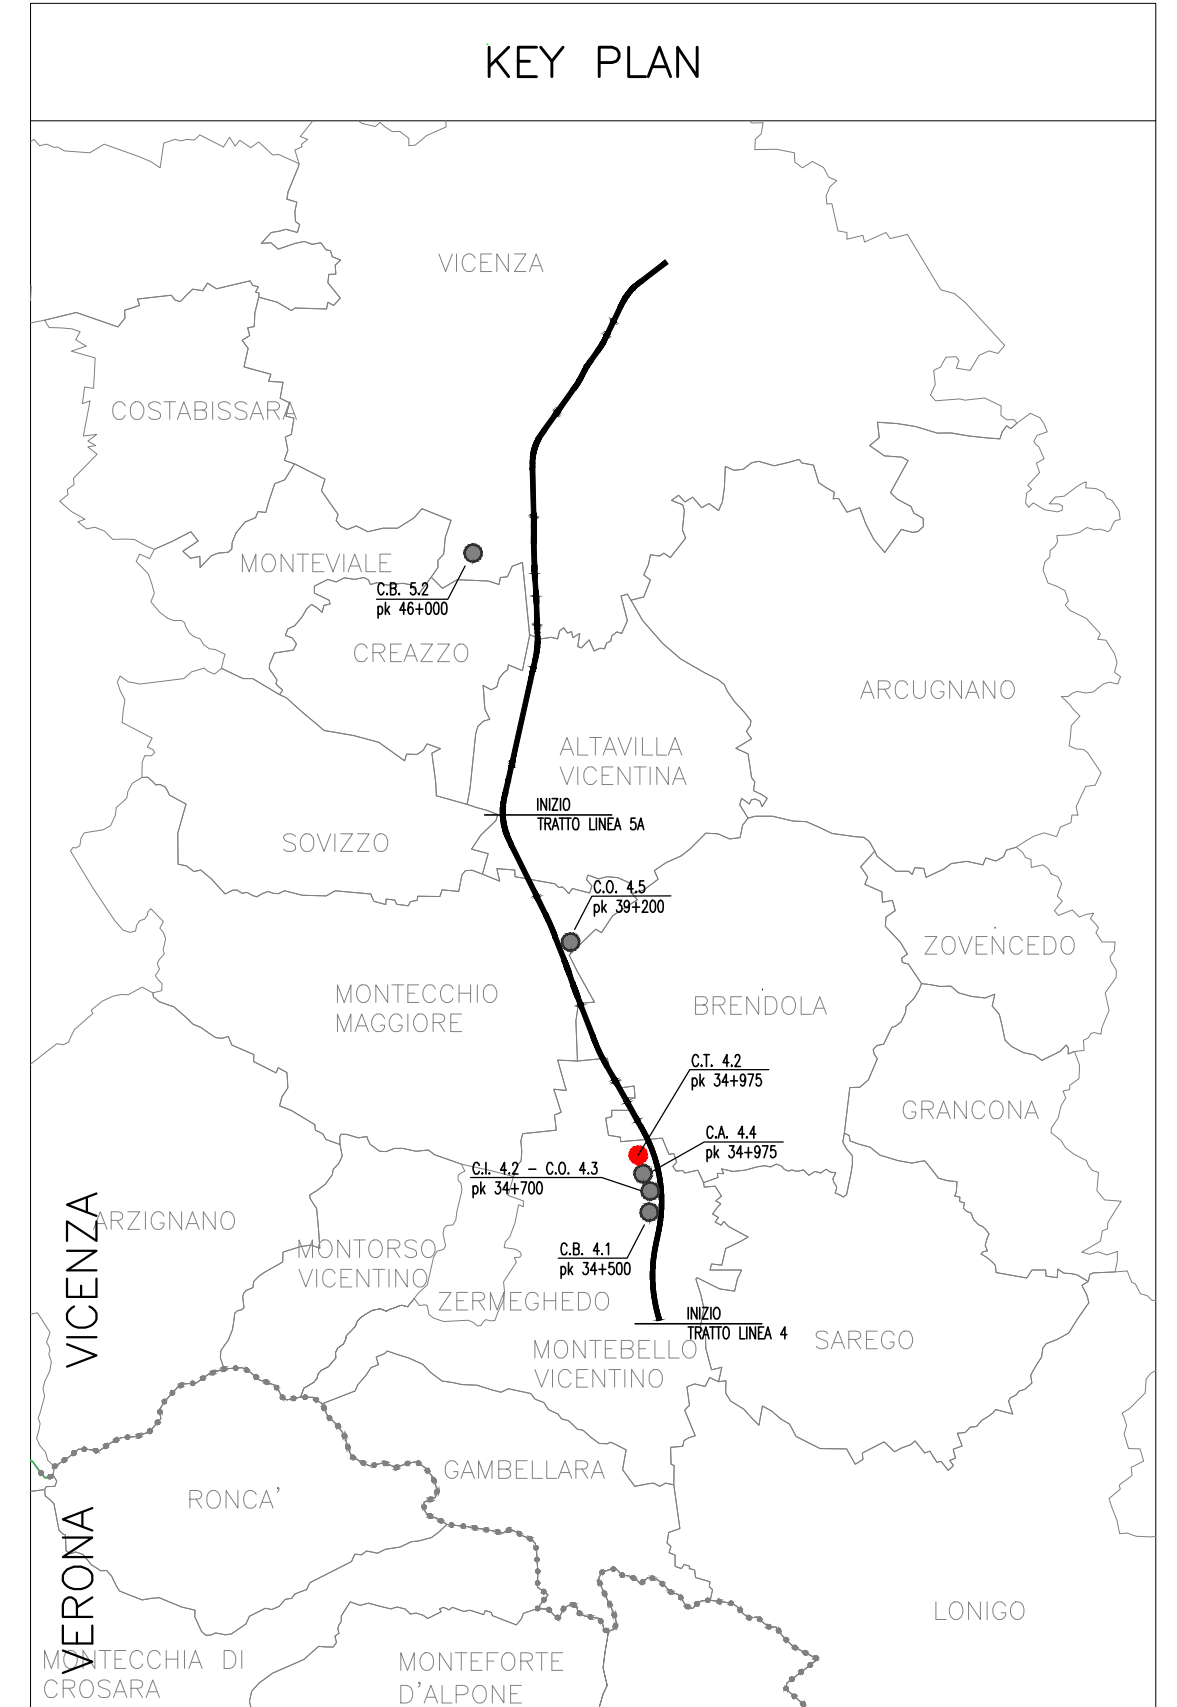 KEY PLAN
VICENZA
COSTABISSARA
MONTEVIALE
C.B. 5.2
pk 46+000
CREAZZO
ARCUGNANO
ALTAVILLA
VICENTINA
INIZIO
TRATTO LINEA 5A
SOVIZZO
C.O. 4.5
pk 39+200
ZOVENCEDO
MONTECCHIO
MAGGIORE
BRENDOLA
C.T. 4.2
pk 34+975
GRANCONA
C.A. 4.4
pk 34+975
C.I. 4.2 – C.O. 4.3
pk 34+700
VICENZA
ARZIGNANO
MONTORSO
VICENTINO
C.B. 4.1
pk 34+500
ZERMEGHEDO
INIZIO
TRATTO LINEA 4
SAREGO
MONTEBELLO
VICENTINO
GAMBELLARA
RONCA'
VERONA
LONIGO
MONTECCHIA DI
CROSARA
MONTEFORTE
D'ALPONE